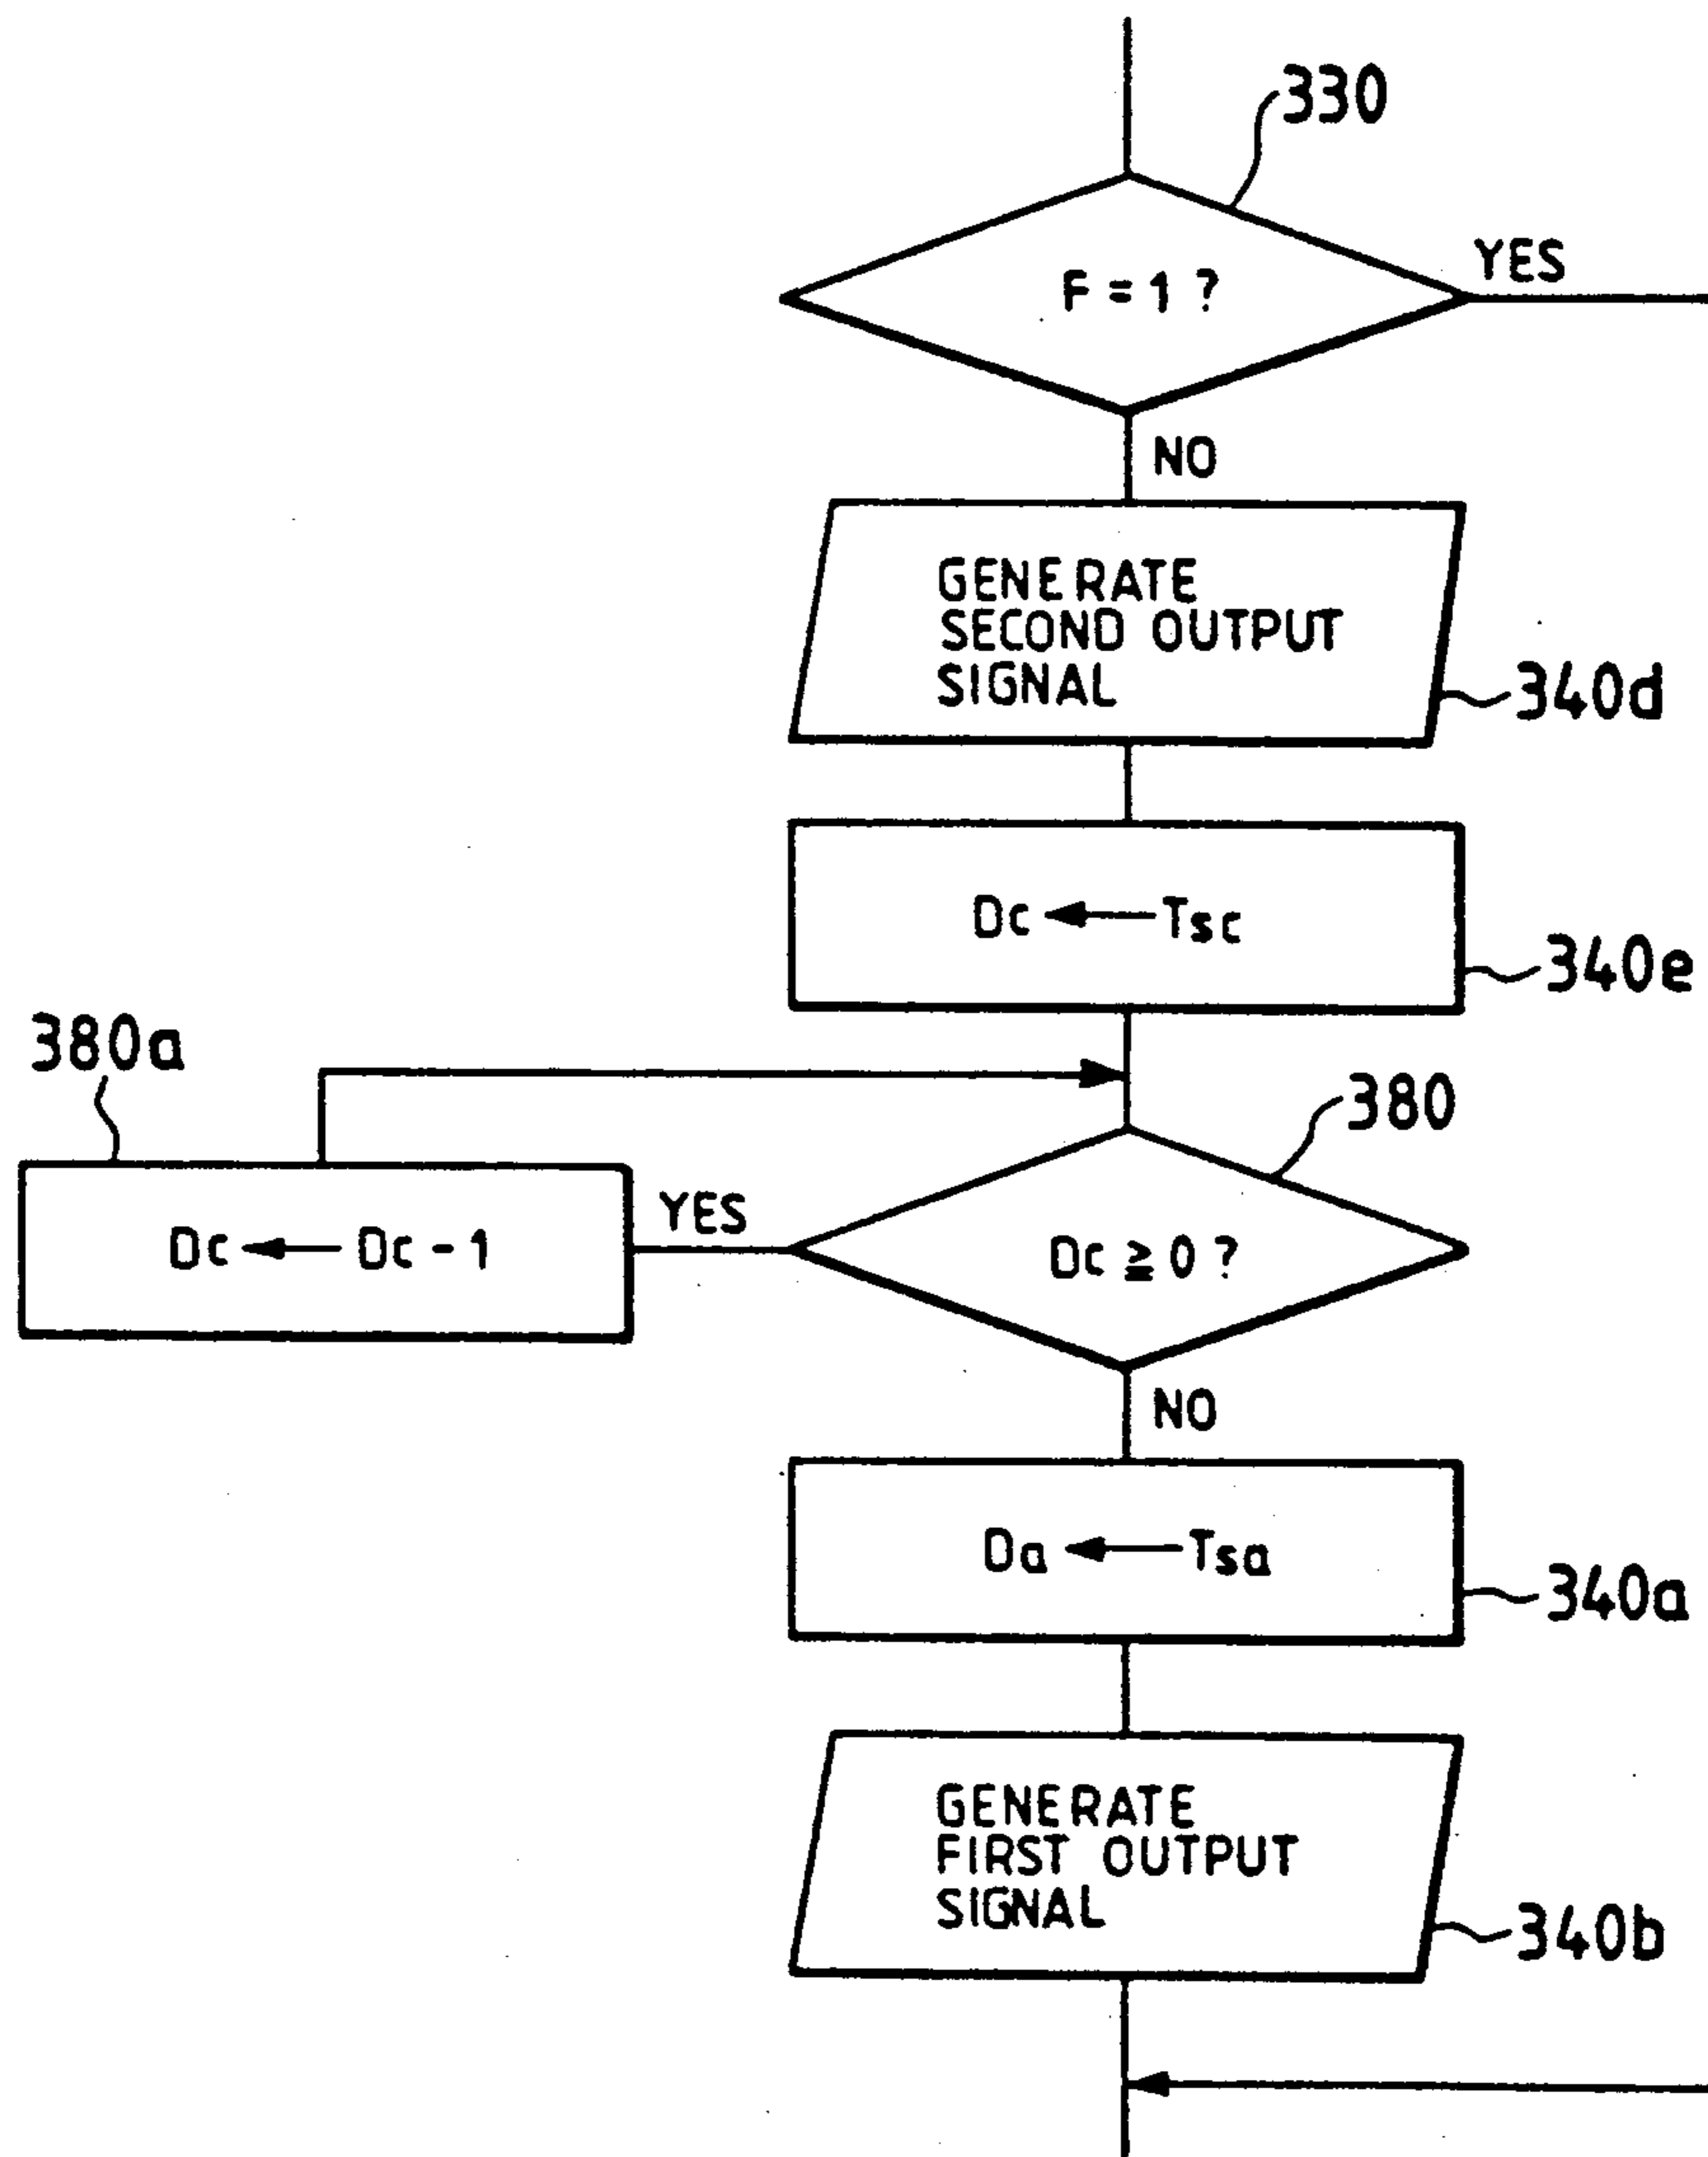 330
F = 1 ?
YES
NO
GENERATE
SECOND OUTPUT
SIGNAL
340d
Dc ← Tsc
340e
380a
380
Dc ← Dc - 1
YES
Dc ≧ 0 ?
NO
Da ← Tsa
340a
GENERATE
FIRST OUTPUT
SIGNAL
340b